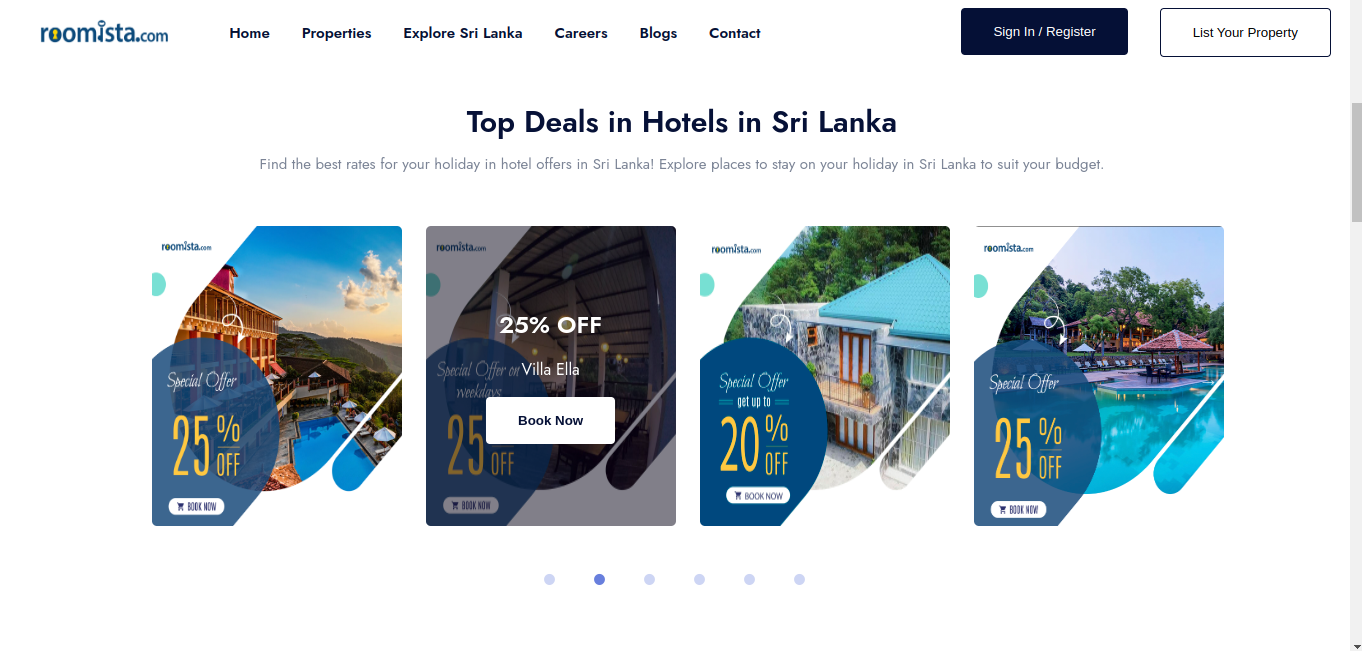 roomista.com
Home
Properties
Explore Sri Lanka
Careers
Blogs
Contact
Sign In / Register
List Your Property
Top Deals in Hotels in Sri Lanka
Find the best rates for your holiday in hotel offers in Sri Lanka! Explore places to stay on your holiday in Sri Lanka to suit your budget.
roomista.com
Special Offer
25%
OFF
BOOK NOW
roomista.com
25% OFF
Special Offer on
weekdays
Villa Ella
Book Now
25%
OFF
BOOK NOW
roomista.com
Special Offer
get up to
20%
OFF
BOOK NOW
roomista.com
Special Offer
25%
OFF
BOOK NOW